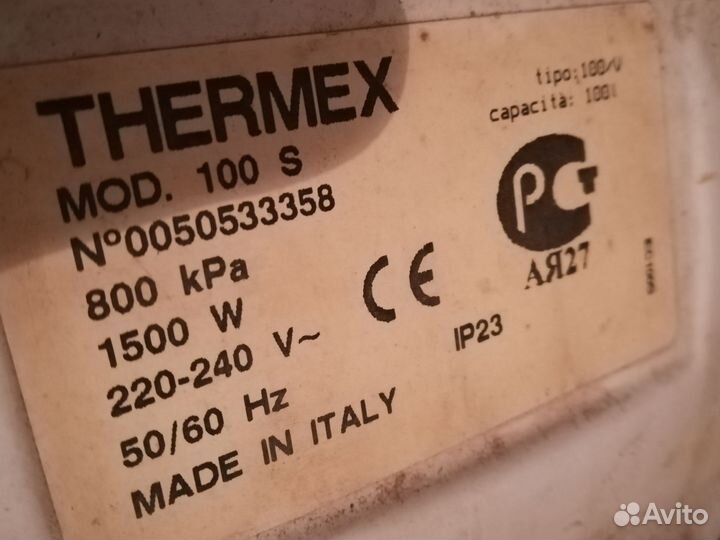 THERMEX
MOD. 100 S
N°0050533358
800 kPa
1500 W
220-240 V~
50/60 Hz
MADE IN ITALY
tipo:100/V
capacità: 100l
РСТ
АЯ27
CE
IP23
Avito